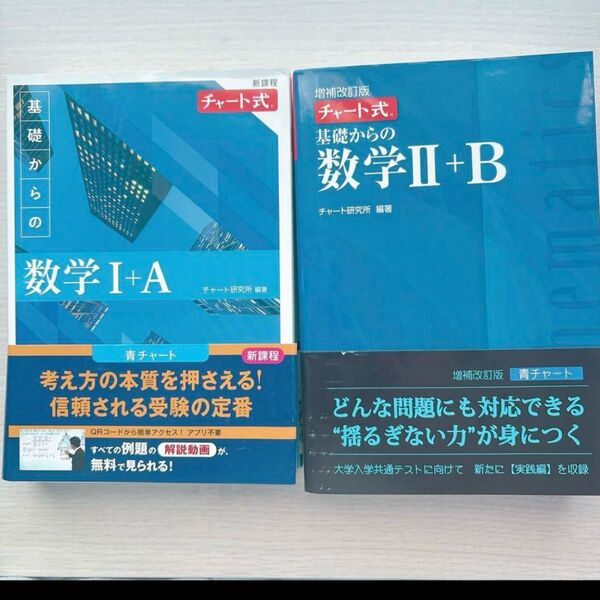 新課程
チャート式®
基礎からの
数学I+A
チャート研究所 編著
青チャート
新課程
考え方の本質を押さえる!
信頼される受験の定番
QRコードから簡単アクセス! アプリ不要
すべての例題の 解説動画 が、
無料で見られる!
増補改訂版
チャート式®
基礎からの
数学II+B
チャート研究所 編著
mathematics
増補改訂版 青チャート
どんな問題にも対応できる
“揺るぎない力”が身につく
大学入学共通テストに向けて 新たに【実践編】を収録